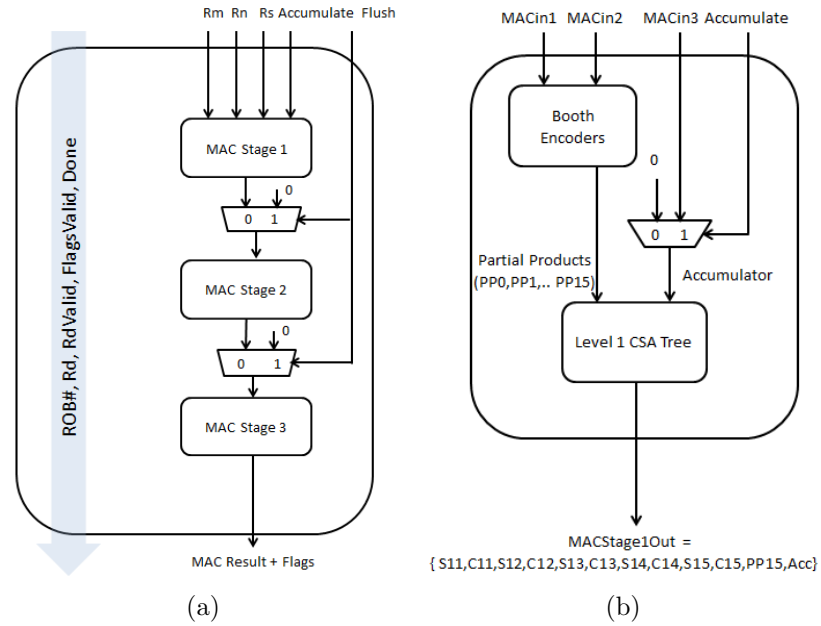 Rm Rn Rs Accumulate Flush
MAC Stage 1
0
0 1
MAC Stage 2
0
0 1
MAC Stage 3
MAC Result + Flags
ROB#, Rd, RdValid, FlagsValid, Done
(a)
MACin1 MACin2 MACin3 Accumulate
Booth
Encoders
0
0 1
Partial Products
(PP0,PP1,.. PP15)
Accumulator
Level 1 CSA Tree
MACStage1Out =
{ S11,C11,S12,C12,S13,C13,S14,C14,S15,C15,PP15,Acc}
(b)